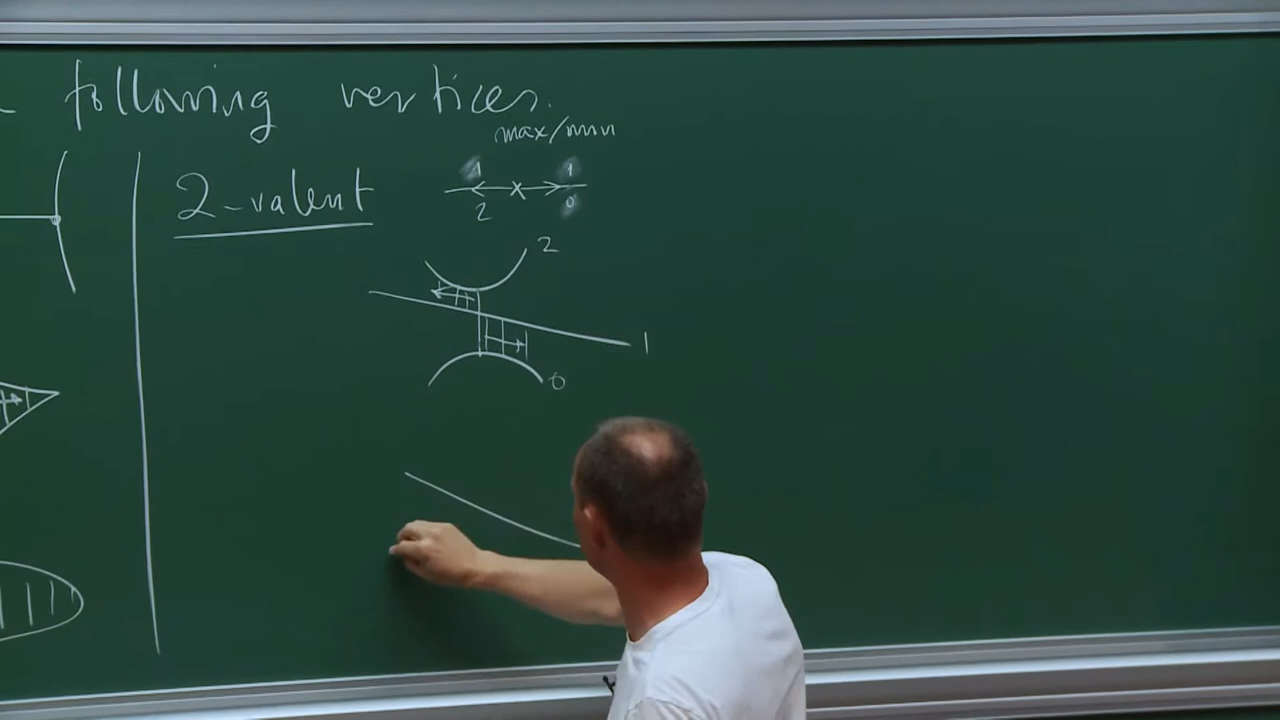 following vertices.
max/min
2-valent
1 1
2 0
2
1
0